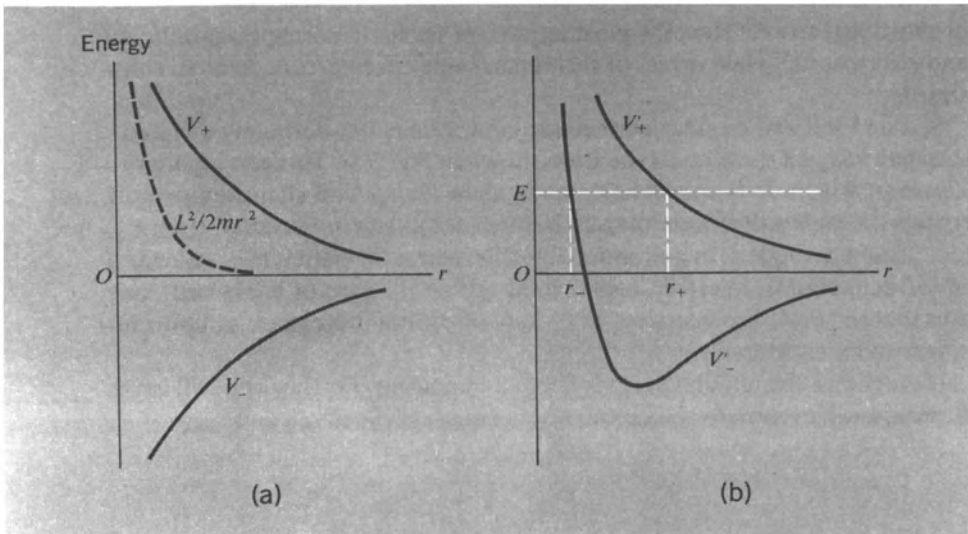 Energy
V₊
L²/2mr²
O
r
V₋
(a)
V'₊
E
O
r₋
r₊
r
V'₋
(b)